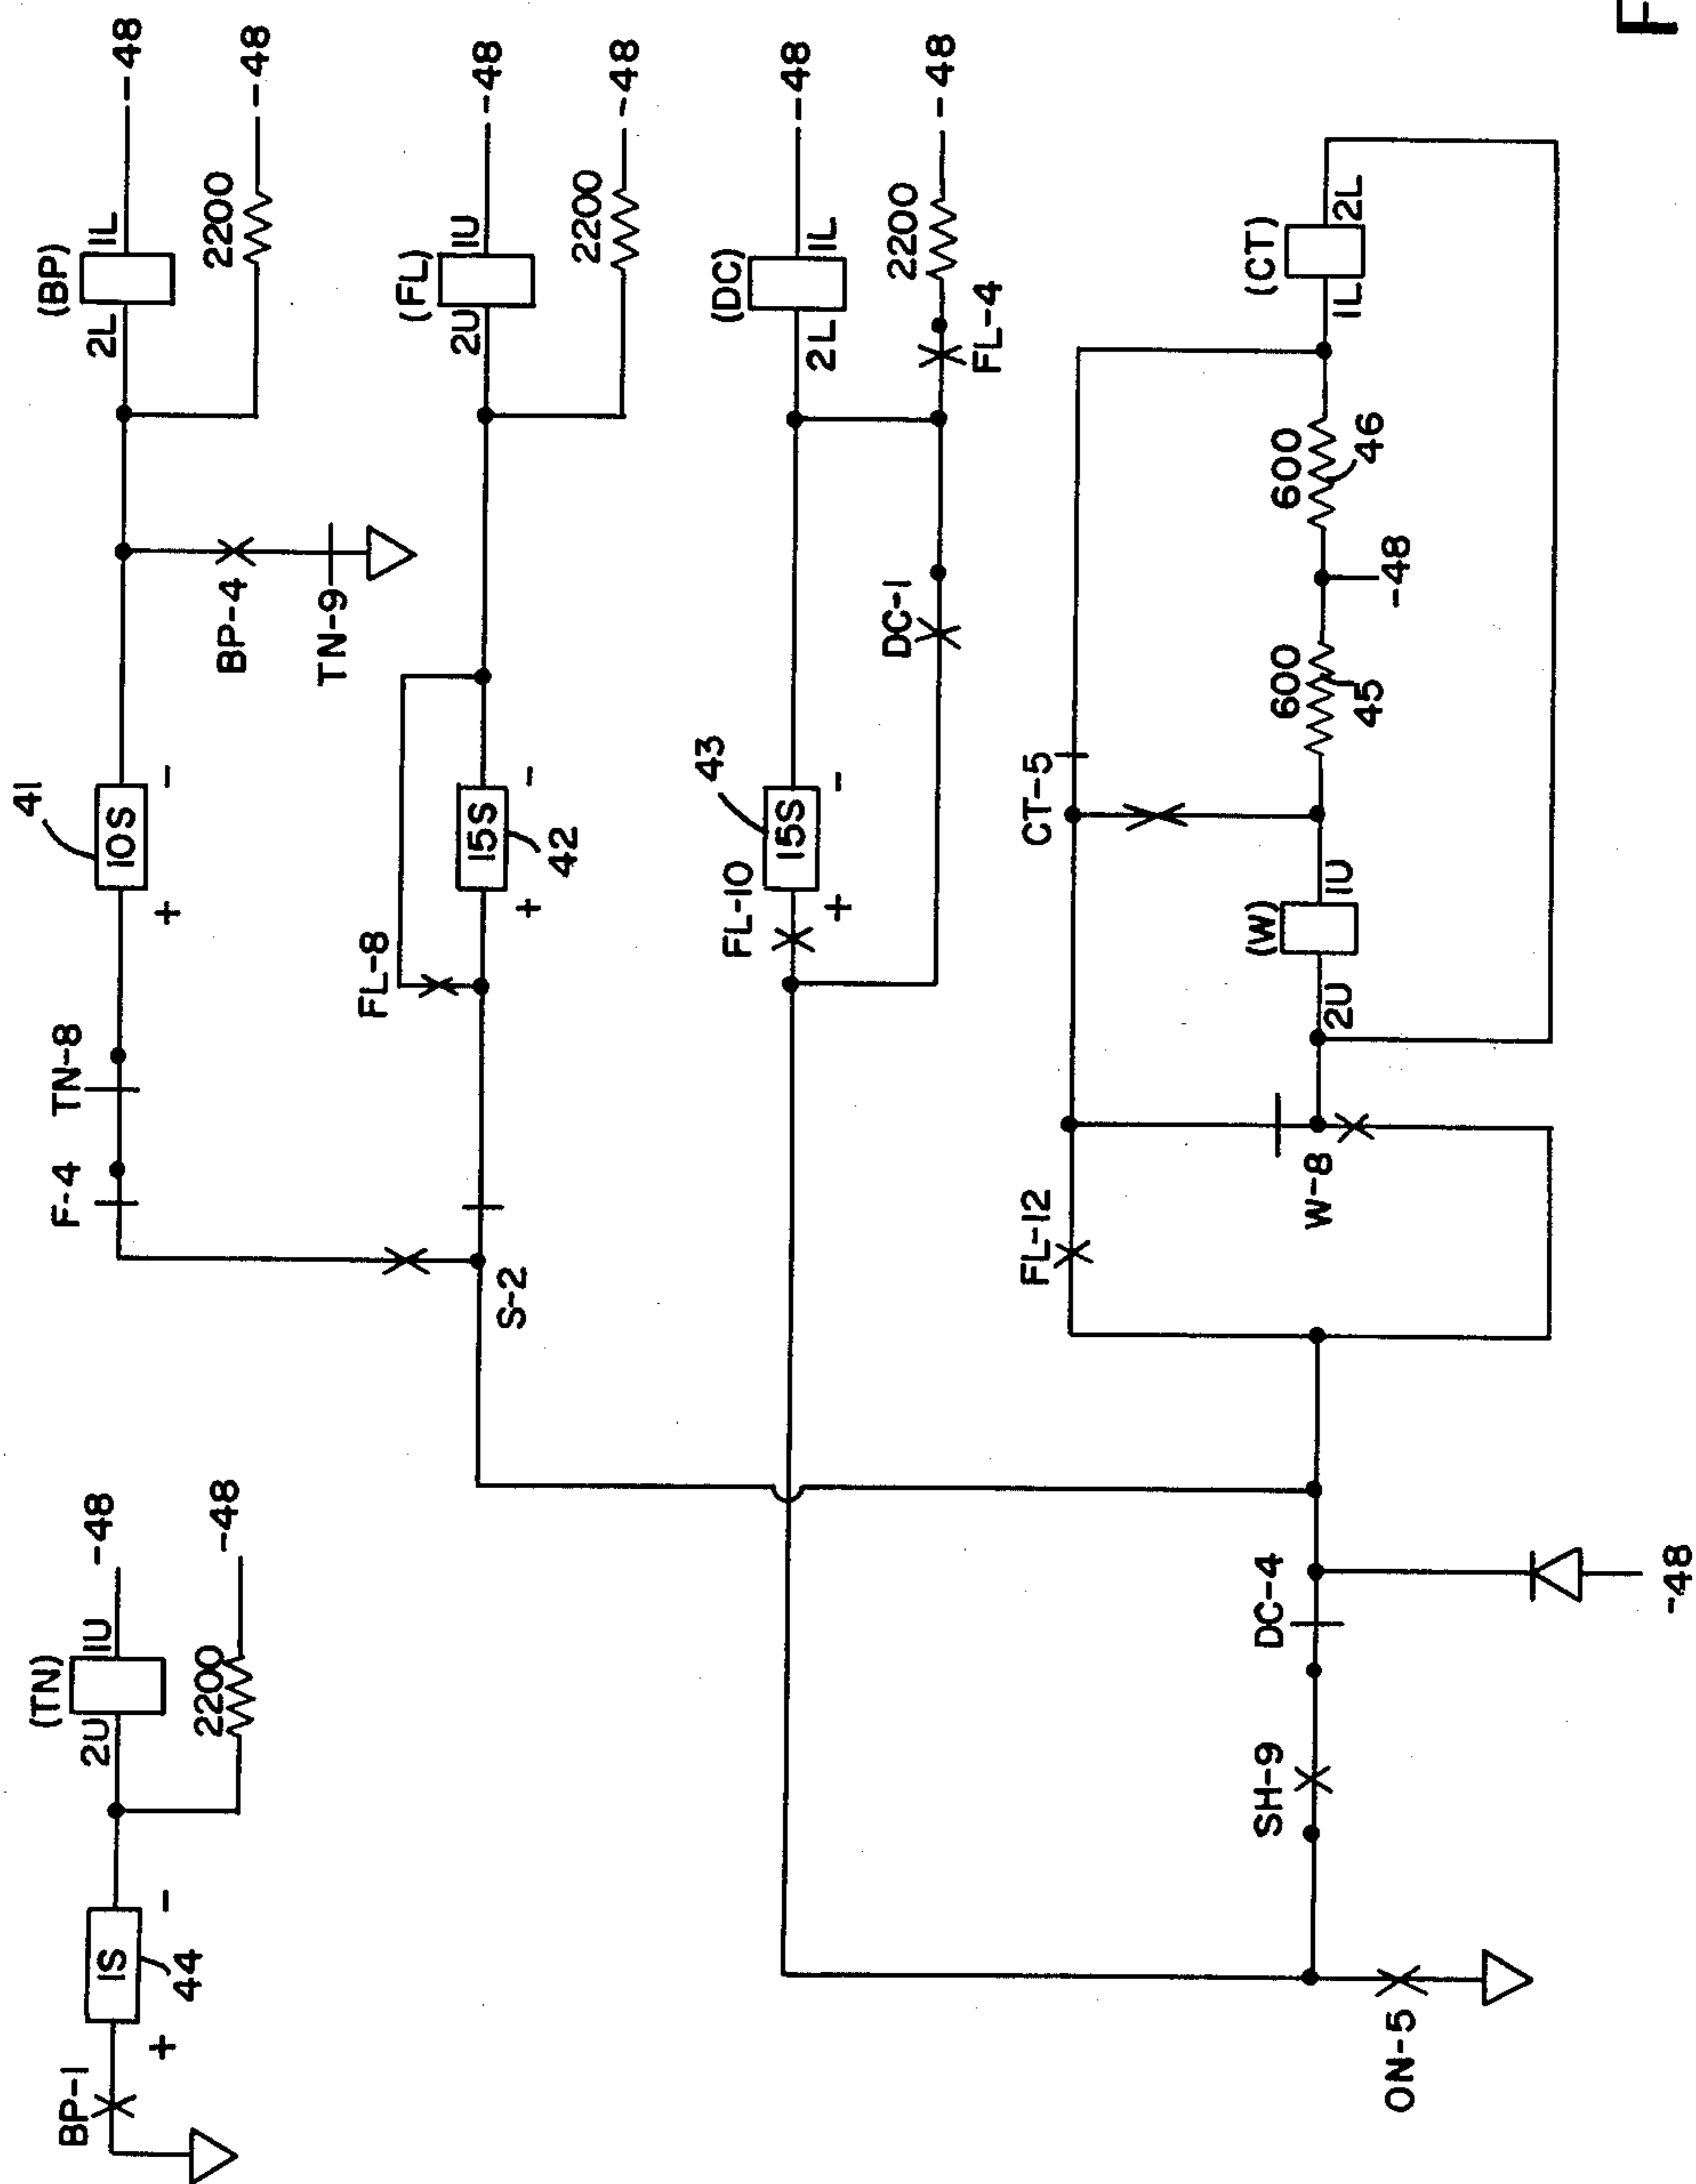 (TN)
BP-1
+
1S
-
2U
1U
-48
44
2200
-48
41
(BP)
F-4
TN-8
+
10S
-
2L
1L
-48
2200
-48
BP-4
TN-9
S-2
FL-8
+
15S
-
42
(FL)
2U
1U
-48
2200
-48
43
FL-10
+
15S
-
(DC)
2L
1L
-48
DC-1
2200
-48
FL-4
FL-12
CT-5
W-8
(W)
2U
1U
600
45
-48
600
46
(CT)
1L
2L
ON-5
SH-9
DC-4
-48
F